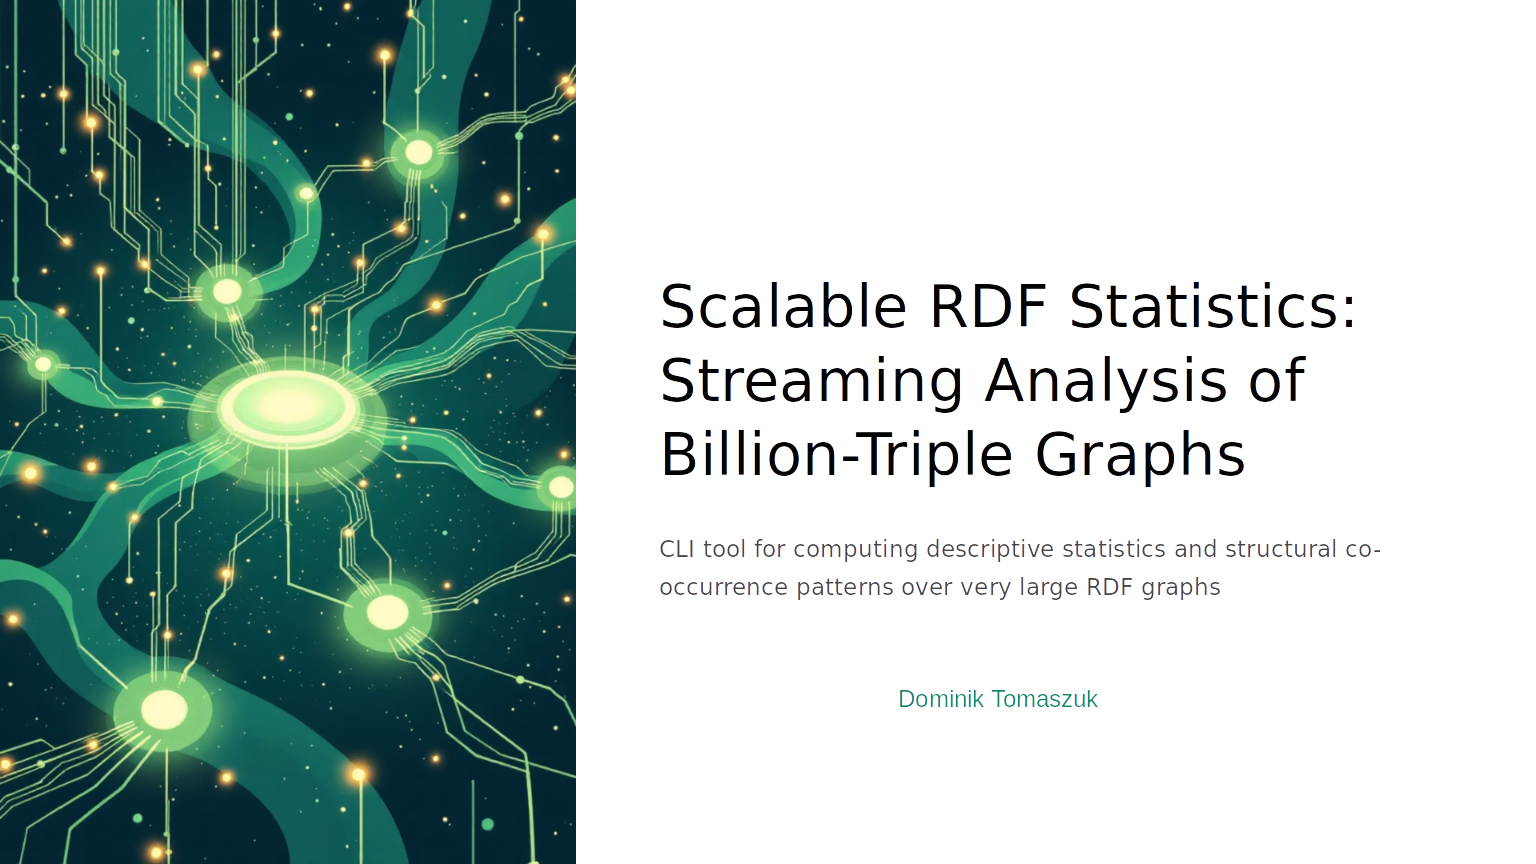 Scalable RDF Statistics:
Streaming Analysis of
Billion-Triple Graphs
CLI tool for computing descriptive statistics and structural co-
occurrence patterns over very large RDF graphs
Dominik Tomaszuk